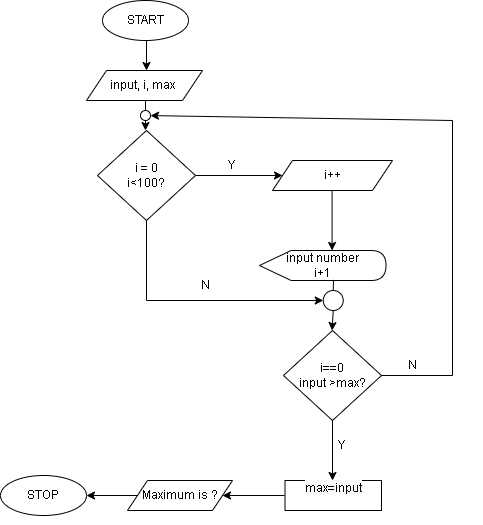 START
input, i, max
i = 0
i<100?
Y
i++
input number
i+1
N
i==0
input >max?
N
Y
max=input
Maximum is ?
STOP